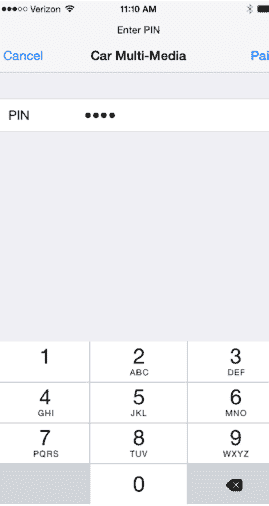 Verizon 11:10 AM
Enter PIN
Cancel Car Multi-Media Pai
PIN ••••
1 2 3
ABC DEF
4 5 6
GHI JKL MNO
7 8 9
PQRS TUV WXYZ
0